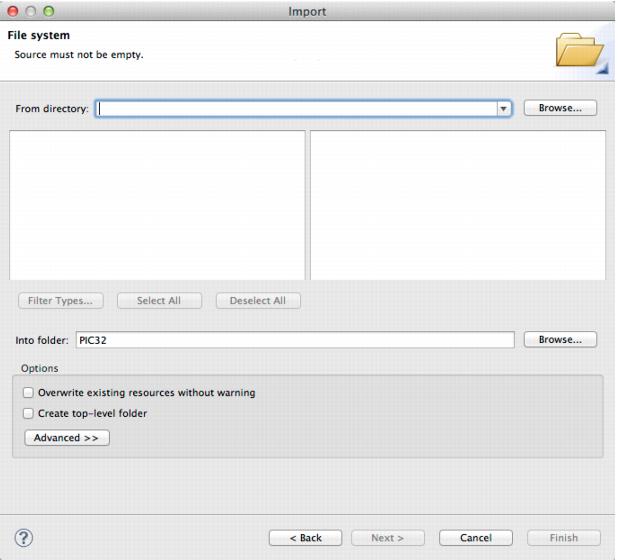 Import
File system
Source must not be empty.
From directory:
Browse...
Filter Types...
Select All
Deselect All
Into folder: PIC32
Browse...
Options
Overwrite existing resources without warning
Create top-level folder
Advanced >>
?
< Back
Next >
Cancel
Finish